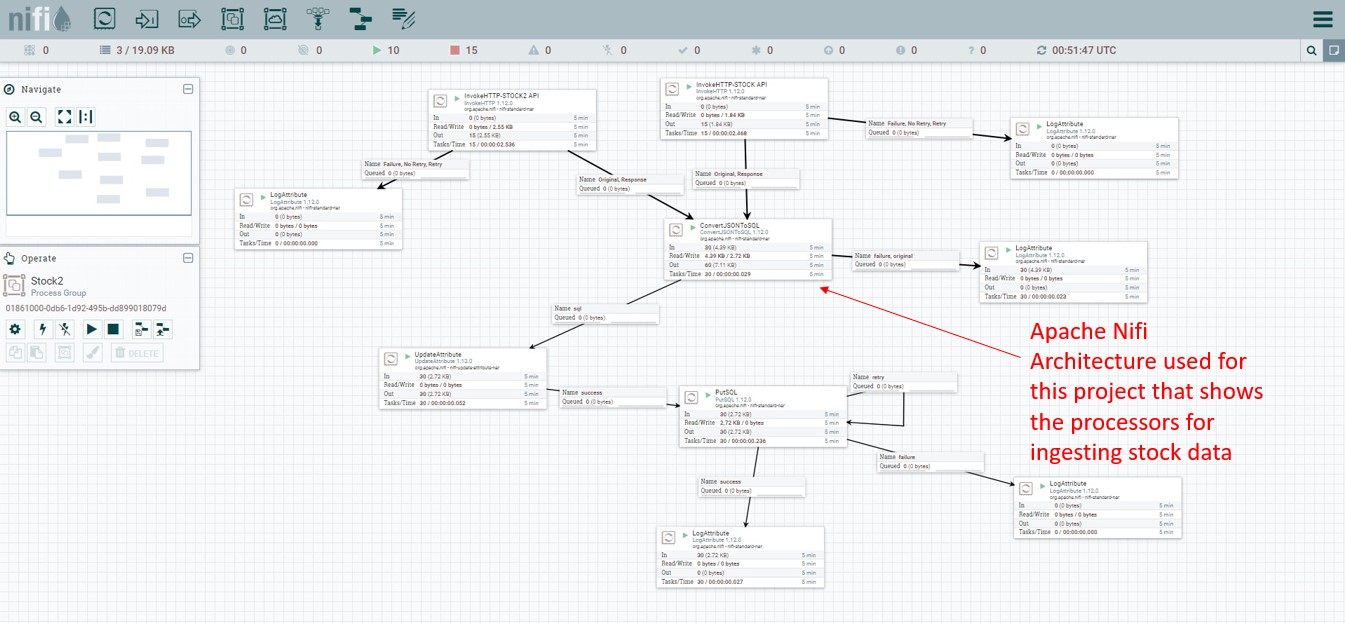 nifi
0
3 / 19.09 KB
0
0
10
15
0
0
0
0
0
0
? 0
00:51:47 UTC
Navigate
Operate
Stock2
Process Group
01861000-0db6-1d92-495b-dd899018079d
DELETE
InvokeHTTP-STOCK2 API
InvokeHTTP 1.12.0
org.apache.nifi - nifi-standard-nar
In 0 (0 bytes) 5 min
Read/Write 0 bytes / 2.55 KB 5 min
Out 15 (2.55 KB) 5 min
Tasks/Time 15 / 00:00:02.536 5 min
InvokeHTTP-STOCK API
InvokeHTTP 1.12.0
org.apache.nifi - nifi-standard-nar
In 0 (0 bytes) 5 min
Read/Write 0 bytes / 1.84 KB 5 min
Out 15 (1.84 KB) 5 min
Tasks/Time 15 / 00:00:02.468 5 min
Name Failure, No Retry, Retry
Queued 0 (0 bytes)
LogAttribute
LogAttribute 1.12.0
org.apache.nifi - nifi-standard-nar
In 0 (0 bytes) 5 min
Read/Write 0 bytes / 0 bytes 5 min
Out 0 (0 bytes) 5 min
Tasks/Time 0 / 00:00:00.000 5 min
Name Failure, No Retry, Retry
Queued 0 (0 bytes)
Name Original, Response
Queued 0 (0 bytes)
Name Original, Response
Queued 0 (0 bytes)
LogAttribute
LogAttribute 1.12.0
org.apache.nifi - nifi-standard-nar
In 0 (0 bytes) 5 min
Read/Write 0 bytes / 0 bytes 5 min
Out 0 (0 bytes) 5 min
Tasks/Time 0 / 00:00:00.000 5 min
ConvertJSONToSQL
ConvertJSONToSQL 1.12.0
org.apache.nifi - nifi-standard-nar
In 30 (4.39 KB) 5 min
Read/Write 4.39 KB / 2.72 KB 5 min
Out 60 (7.11 KB) 5 min
Tasks/Time 30 / 00:00:00.029 5 min
Name failure, original
Queued 0 (0 bytes)
LogAttribute
LogAttribute 1.12.0
org.apache.nifi - nifi-standard-nar
In 30 (4.39 KB) 5 min
Read/Write 0 bytes / 0 bytes 5 min
Out 0 (0 bytes) 5 min
Tasks/Time 30 / 00:00:00.023 5 min
Name sql
Queued 0 (0 bytes)
Apache Nifi
Architecture used for
this project that shows
the processors for
ingesting stock data
UpdateAttribute
UpdateAttribute 1.12.0
org.apache.nifi - nifi-update-attribute-nar
In 30 (2.72 KB) 5 min
Read/Write 0 bytes / 0 bytes 5 min
Out 30 (2.72 KB) 5 min
Tasks/Time 30 / 00:00:00.052 5 min
Name success
Queued 0 (0 bytes)
Name retry
Queued 0 (0 bytes)
PutSQL
PutSQL 1.12.0
org.apache.nifi - nifi-standard-nar
In 30 (2.72 KB) 5 min
Read/Write 2.72 KB / 0 bytes 5 min
Out 30 (2.72 KB) 5 min
Tasks/Time 30 / 00:00:00.236 5 min
Name failure
Queued 0 (0 bytes)
Name success
Queued 0 (0 bytes)
LogAttribute
LogAttribute 1.12.0
org.apache.nifi - nifi-standard-nar
In 0 (0 bytes) 5 min
Read/Write 0 bytes / 0 bytes 5 min
Out 0 (0 bytes) 5 min
Tasks/Time 0 / 00:00:00.000 5 min
LogAttribute
LogAttribute 1.12.0
org.apache.nifi - nifi-standard-nar
In 30 (2.72 KB) 5 min
Read/Write 0 bytes / 0 bytes 5 min
Out 0 (0 bytes) 5 min
Tasks/Time 30 / 00:00:00.027 5 min